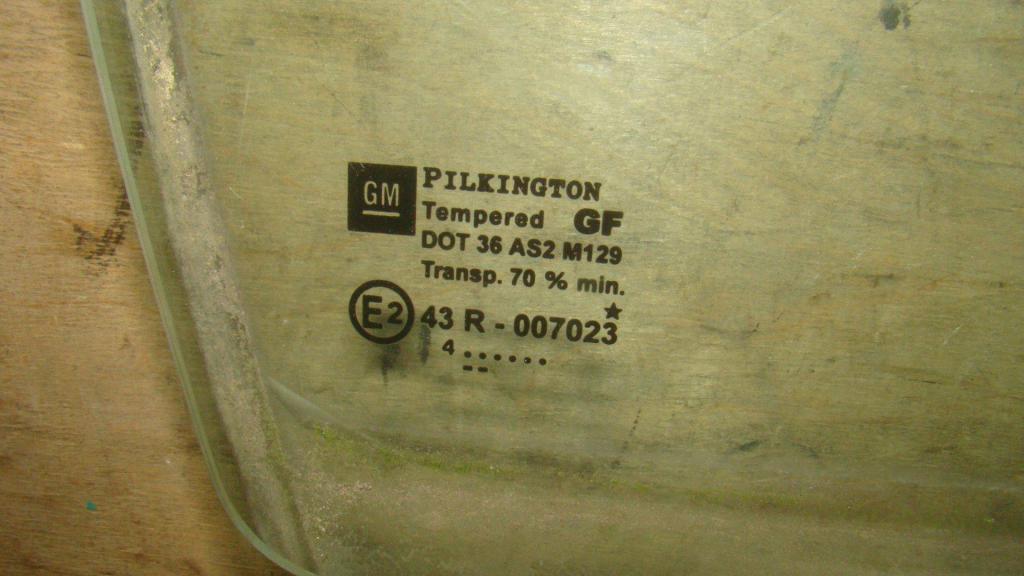 GM
PILKINGTON
Tempered GF
DOT 36 AS2 M129
Transp. 70 % min.
E2 43 R - 007023
4 ......